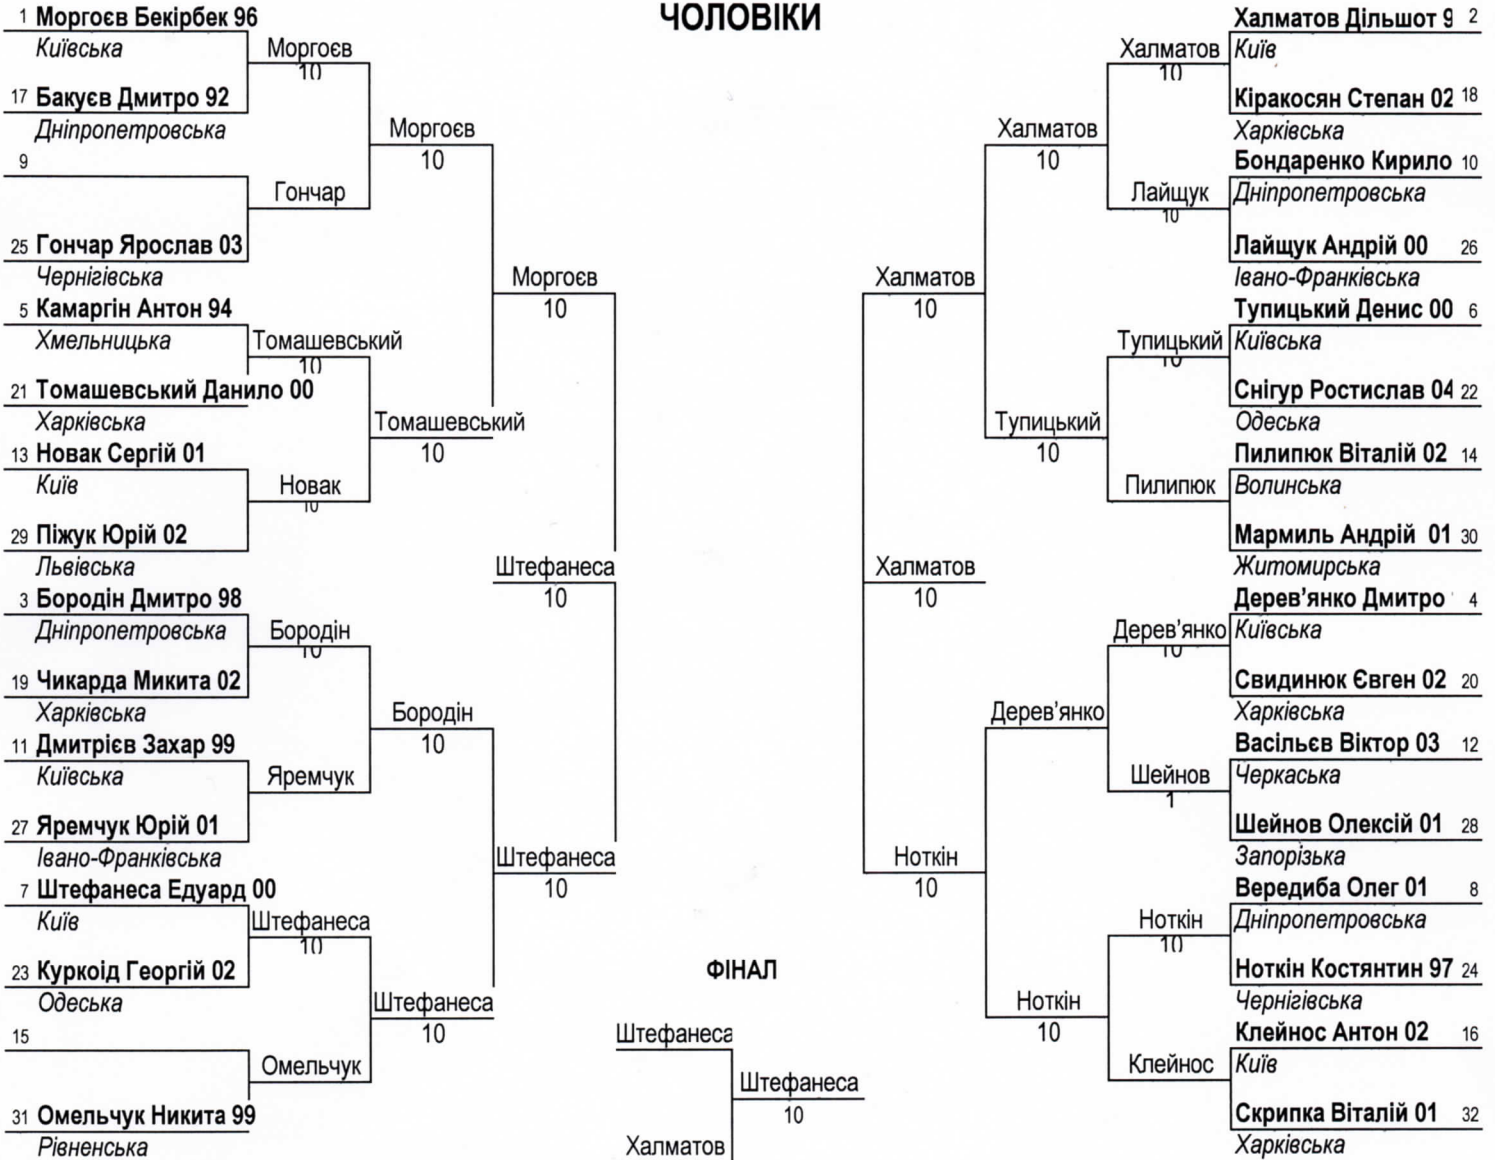 ЧОЛОВІКИ
1 Моргоєв Бекірбек 96
Київська
Моргоєв
10
17 Бакуєв Дмитро 92
Дніпропетровська
Моргоєв
10
9
Гончар
25 Гончар Ярослав 03
Чернігівська
Моргоєв
10
5 Камаргін Антон 94
Хмельницька
Томашевський
10
21 Томашевський Данило 00
Харківська
Томашевський
10
13 Новак Сергій 01
Київ
Новак
10
29 Піжук Юрій 02
Львівська
Штефанеса
10
3 Бородін Дмитро 98
Дніпропетровська
Бородін
10
19 Чикарда Микита 02
Харківська
Бородін
10
11 Дмитрієв Захар 99
Київська
Яремчук
27 Яремчук Юрій 01
Івано-Франківська
Штефанеса
10
7 Штефанеса Едуард 00
Київ
Штефанеса
10
23 Куркоід Георгій 02
Одеська
Штефанеса
10
15
Омельчук
31 Омельчук Никита 99
Рівненська
ФІНАЛ
Штефанеса
Штефанеса
10
Халматов
Халматов Дільшот 9 2
Халматов
10
Київ
Кіракосян Степан 02 18
Харківська
Халматов
10
Бондаренко Кирило 10
Лайщук
10
Дніпропетровська
Лайщук Андрій 00 26
Івано-Франківська
Халматов
10
Тупицький Денис 00 6
Тупицький
10
Київська
Снігур Ростислав 04 22
Одеська
Тупицький
10
Пилипюк Віталій 02 14
Пилипюк
Волинська
Мармиль Андрій 01 30
Житомирська
Халматов
10
Дерев’янко Дмитро 4
Дерев’янко
10
Київська
Свидинюк Євген 02 20
Харківська
Дерев’янко
Васільєв Віктор 03 12
Шейнов
1
Черкаська
Шейнов Олексій 01 28
Запорізька
Ноткін
10
Вередиба Олег 01 8
Ноткін
10
Дніпропетровська
Ноткін Костянтин 97 24
Чернігівська
Ноткін
10
Клейнос Антон 02 16
Клейнос
Київ
Скрипка Віталій 01 32
Харківська